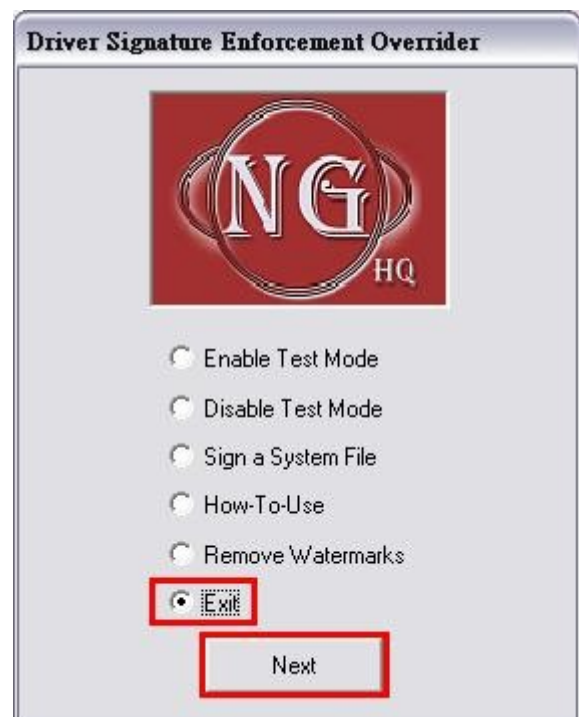 Driver Signature Enforcement Overrider
NG
HQ
Enable Test Mode
Disable Test Mode
Sign a System File
How-To-Use
Remove Watermarks
Exit
Next